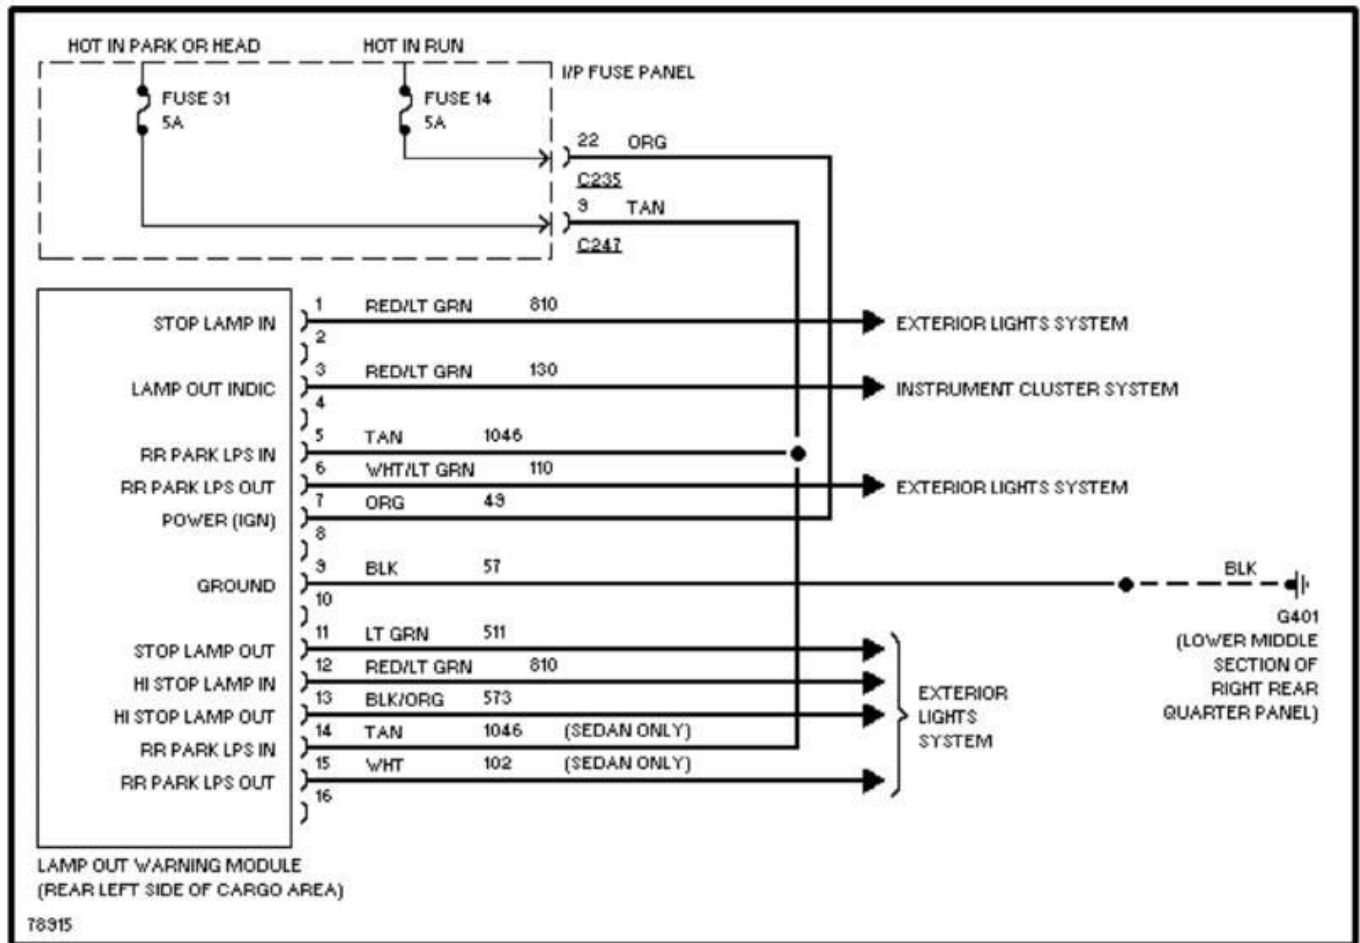 HOT IN PARK OR HEAD
HOT IN RUN
I/P FUSE PANEL
FUSE 31
5A
FUSE 14
5A
22 ORG
C235
9 TAN
C247
STOP LAMP IN 1 RED/LT GRN 810 EXTERIOR LIGHTS SYSTEM
2
LAMP OUT INDIC 3 RED/LT GRN 130 INSTRUMENT CLUSTER SYSTEM
4
RR PARK LPS IN 5 TAN 1046
RR PARK LPS OUT 6 WHT/LT GRN 110 EXTERIOR LIGHTS SYSTEM
POWER (IGN) 7 ORG 49
8
GROUND 9 BLK 57 BLK
10
STOP LAMP OUT 11 LT GRN 511
HI STOP LAMP IN 12 RED/LT GRN 810
HI STOP LAMP OUT 13 BLK/ORG 573
RR PARK LPS IN 14 TAN 1046 (SEDAN ONLY)
RR PARK LPS OUT 15 WHT 102 (SEDAN ONLY)
16
EXTERIOR
LIGHTS
SYSTEM
G401
(LOWER MIDDLE
SECTION OF
RIGHT REAR
QUARTER PANEL)
LAMP OUT WARNING MODULE
(REAR LEFT SIDE OF CARGO AREA)
78915